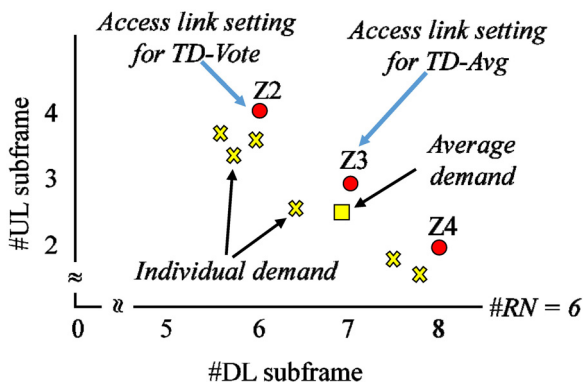 Access link setting
for TD-Vote
Access link setting
for TD-Avg
Z2
4
Z3
Average
demand
3
Z4
2
Individual demand
#UL subframe
≈
≈
#RN = 6
0
5
6
7
8
#DL subframe